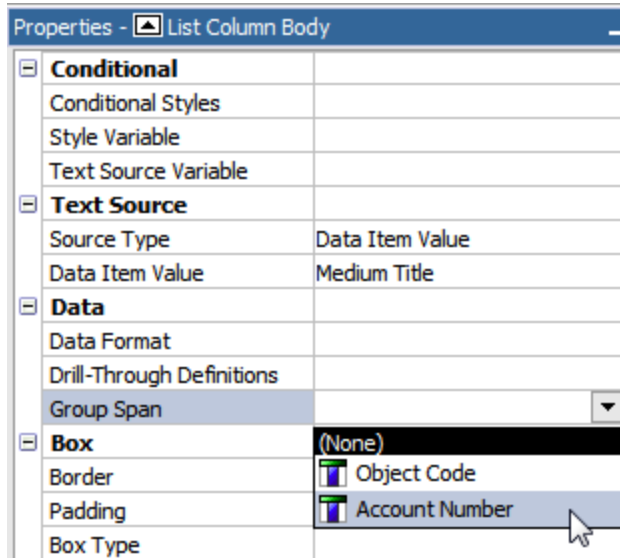 Properties - List Column Body
Conditional
Conditional Styles
Style Variable
Text Source Variable
Text Source
Source Type Data Item Value
Data Item Value Medium Title
Data
Data Format
Drill-Through Definitions
Group Span
Box (None)
Border Object Code
Padding Account Number
Box Type